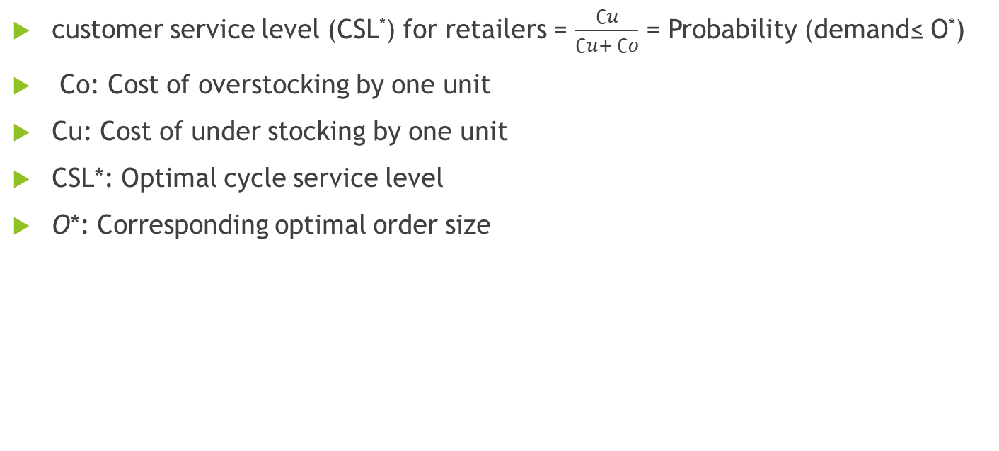 ▶ customer service level (CSL*) for retailers = Cu / Cu+ Co = Probability (demand≤ O*)
▶ Co: Cost of overstocking by one unit
▶ Cu: Cost of under stocking by one unit
▶ CSL*: Optimal cycle service level
▶ O*: Corresponding optimal order size